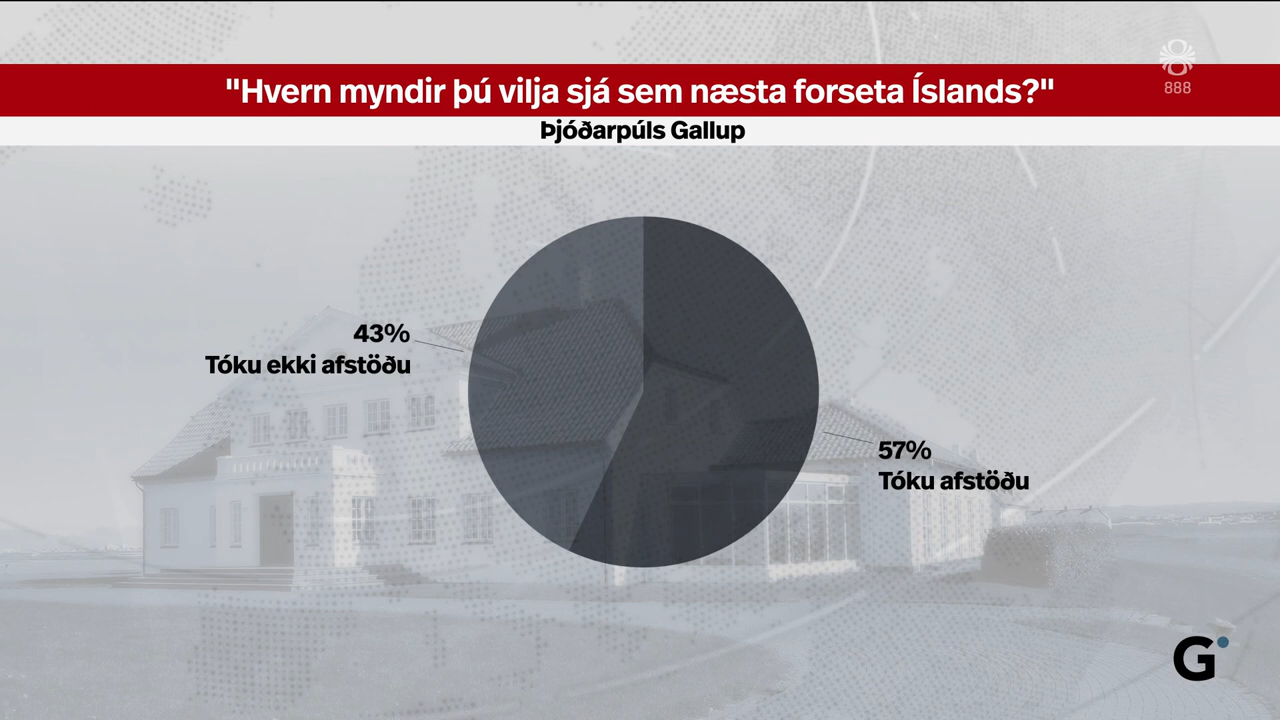 888
"Hvern myndir þú vilja sjá sem næsta forseta Íslands?"
Þjóðarpúls Gallup
43%
Tóku ekki afstöðu
57%
Tóku afstöðu
G